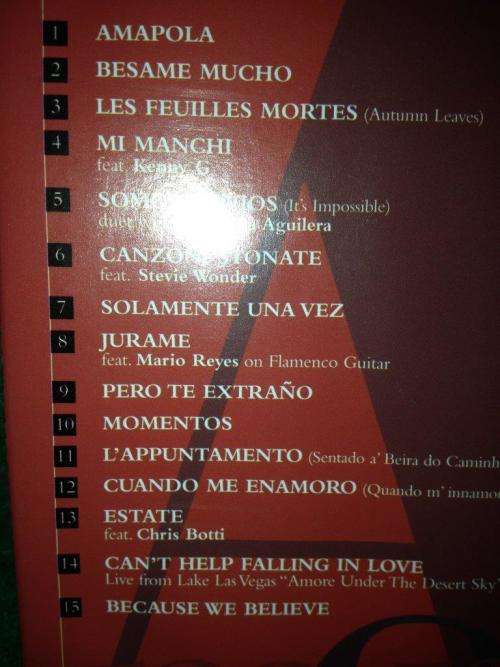 1 AMAPOLA
2 BESAME MUCHO
3 LES FEUILLES MORTES (Autumn Leaves)
4 MI MANCHI
feat. Kenny G
5 (It's Impossible)
duet Aguilera
6 CANZONI STONATE
feat. Stevie Wonder
7 SOLAMENTE UNA VEZ
8 JURAME
feat. Mario Reyes on Flamenco Guitar
9 PERO TE EXTRAÑO
10 MOMENTOS
11 L'APPUNTAMENTO (Sentado a' Beira do Caminh
12 CUANDO ME ENAMORO (Quando m'innamor
13 ESTATE
feat. Chris Botti
14 CAN'T HELP FALLING IN LOVE
Live from Lake Las Vegas "Amore Under The Desert Sky"
15 BECAUSE WE BELIEVE